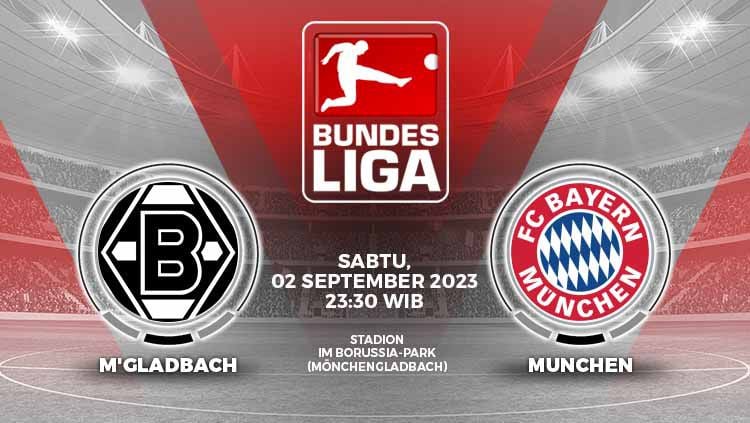 BUNDES
LIGA
B
FC BAYERN
MÜNCHEN
SABTU,
02 SEPTEMBER 2023
23:30 WIB
STADION
IM BORUSSIA-PARK
(MÖNCHENGLADBACH)
M'GLADBACH
MUNCHEN